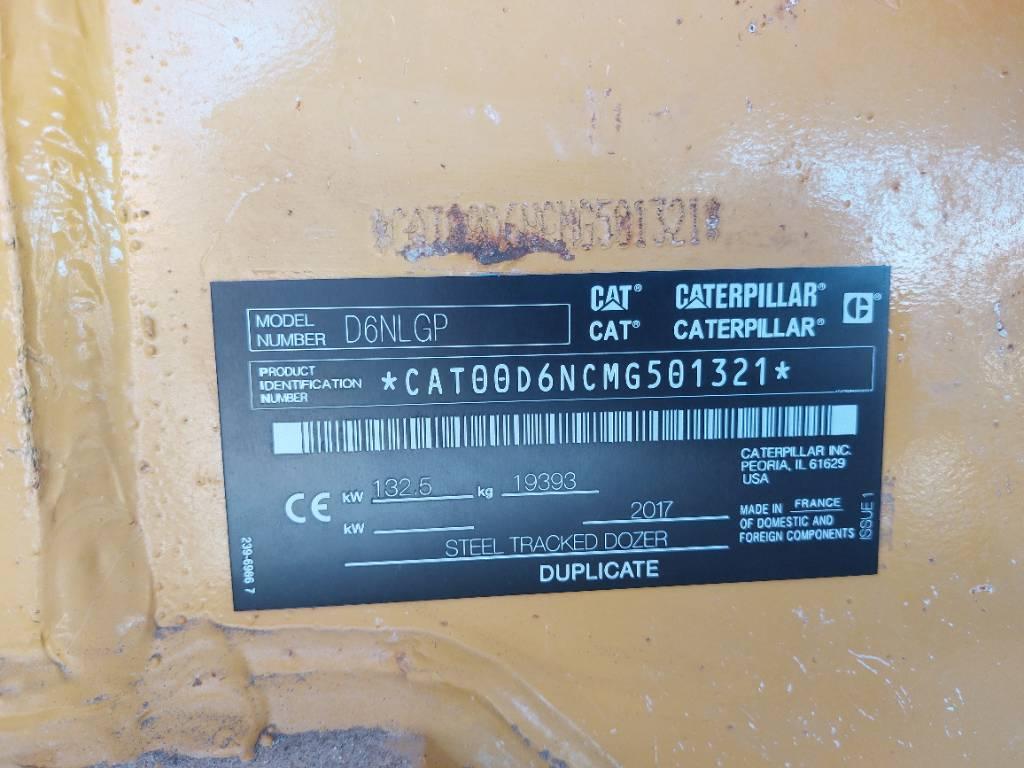 *CAT00D6NCMG501321*
CAT® CATERPILLAR®
CAT® CATERPILLAR®
MODEL NUMBER D6NLGP
PRODUCT IDENTIFICATION NUMBER *CAT00D6NCMG501321*
CATERPILLAR INC.
PEORIA, IL 61629
USA
CE kW 132.5 kg 19393
kW 2017
MADE IN FRANCE
OF DOMESTIC AND
FOREIGN COMPONENTS
STEEL TRACKED DOZER
DUPLICATE
ISSUE 1
239-6986 7